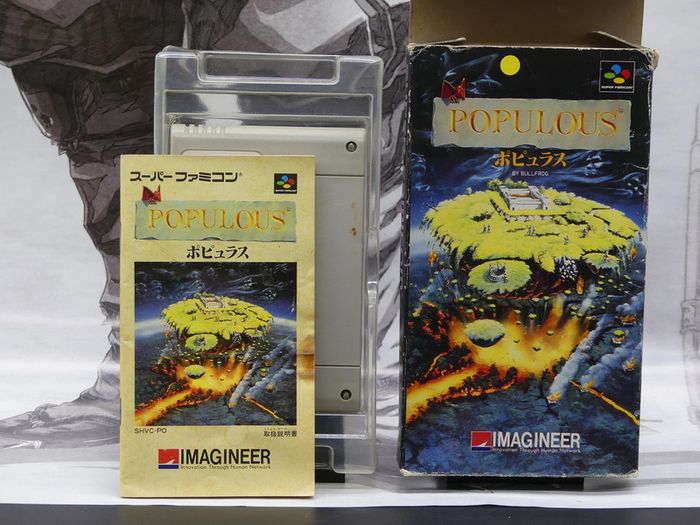 スーパーファミコン®
SUPER FAMICOM
POPULOUS
ポピュラス
SHVC-PO
取扱説明書
IMAGINEER
Innovation Through Human Network
SUPER FAMICOM
POPULOUS
ポピュラス
BY BULLFROG
IMAGINEER
Innovation Through Human Network